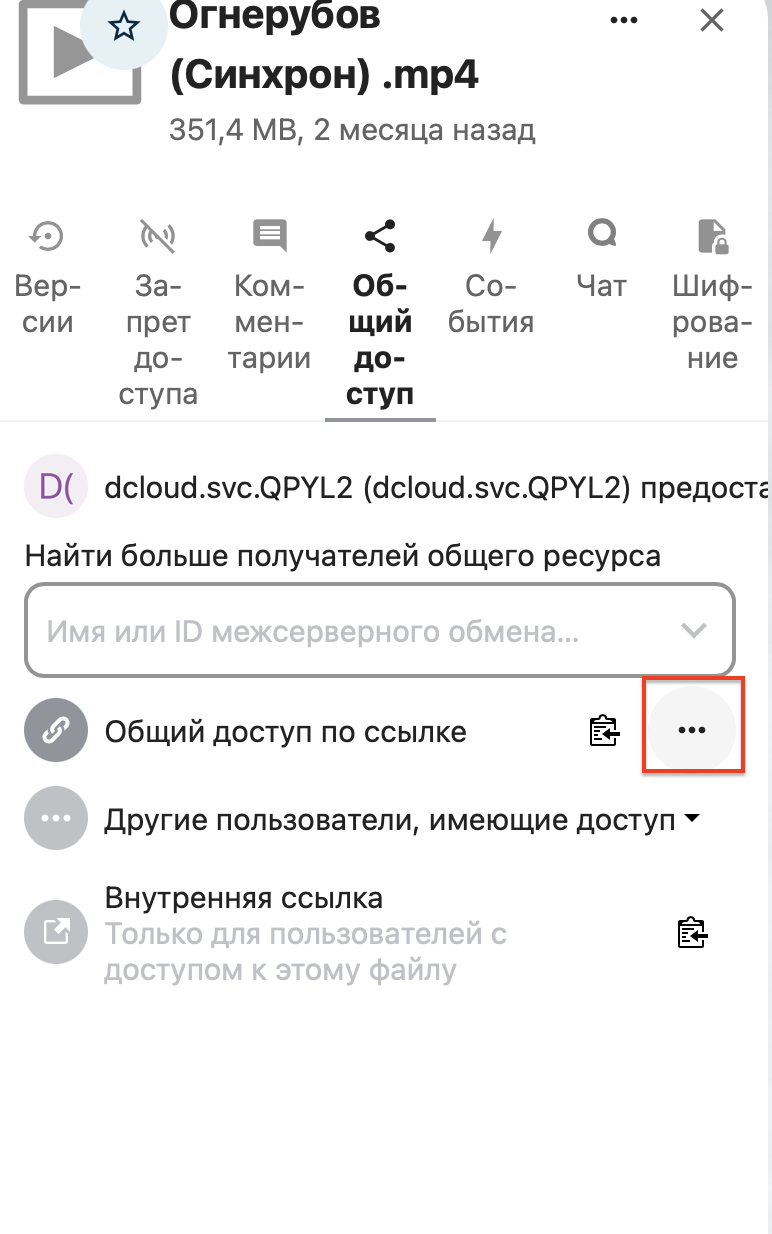 Огнерубов
(Синхрон) .mp4
351,4 MB, 2 месяца назад
Вер-
сии
За-
прет
до-
ступа
Ком-
мен-
тарии
Об-
щий
до-
ступ
Со-
бытия
Чат
Шиф-
рова-
ние
D(
dcloud.svc.QPYL2 (dcloud.svc.QPYL2) предоста
Найти больше получателей общего ресурса
Имя или ID межсерверного обмена...
Общий доступ по ссылке
Другие пользователи, имеющие доступ
Внутренняя ссылка
Только для пользователей с
доступом к этому файлу